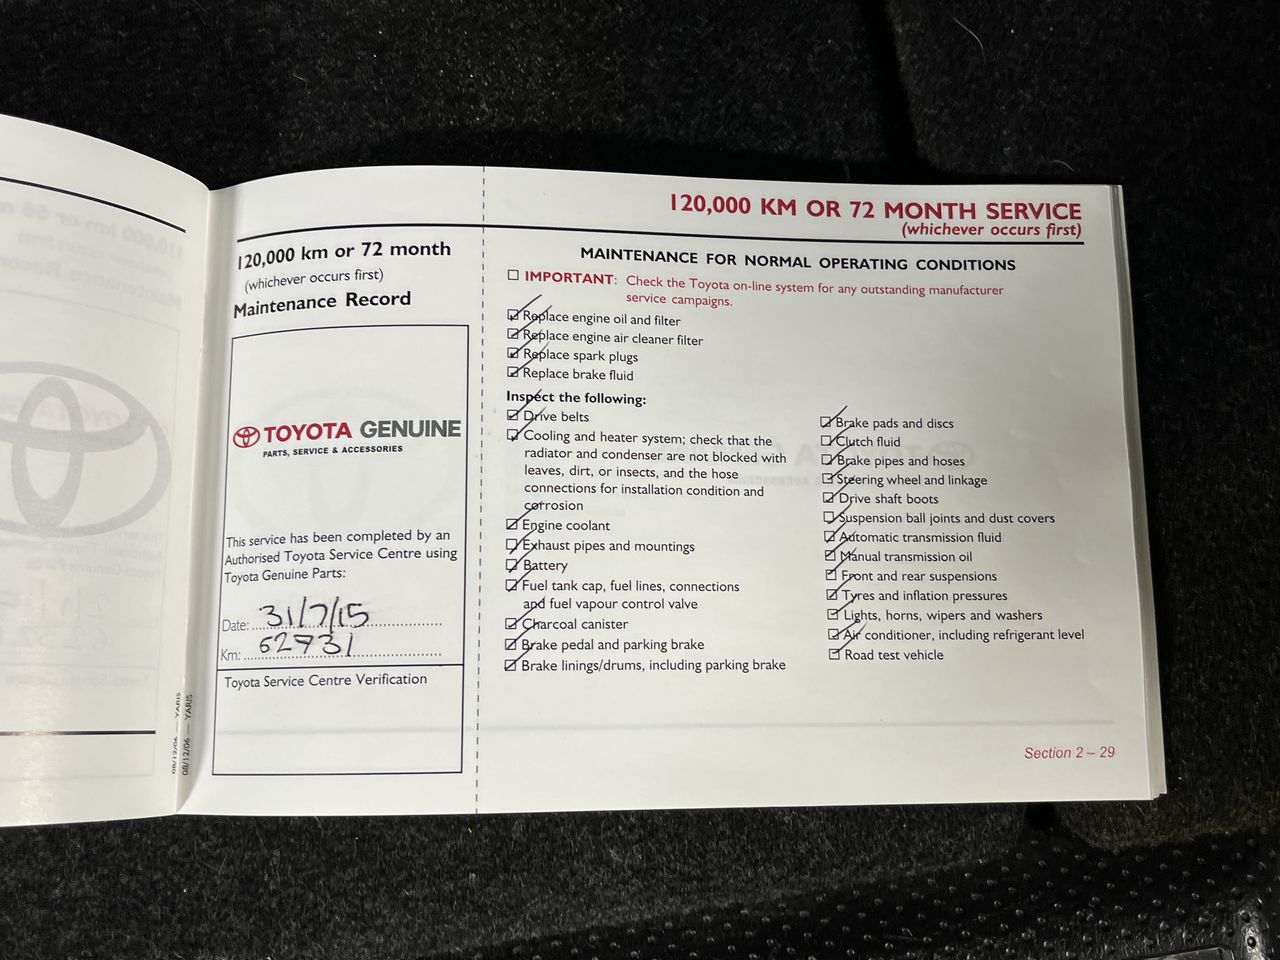 120,000 KM OR 72 MONTH SERVICE
(whichever occurs first)
120,000 km or 72 month
(whichever occurs first)
Maintenance Record
TOYOTA GENUINE
PARTS, SERVICE & ACCESSORIES
This service has been completed by an
Authorised Toyota Service Centre using
Toyota Genuine Parts:
Date: 31/7/15
Km: 62731
Toyota Service Centre Verification
08/12/06 — YARIS
08/12/06 — YARIS
MAINTENANCE FOR NORMAL OPERATING CONDITIONS
IMPORTANT: Check the Toyota on-line system for any outstanding manufacturer
service campaigns.
Replace engine oil and filter
Replace engine air cleaner filter
Replace spark plugs
Replace brake fluid
Inspect the following:
Drive belts
Cooling and heater system; check that the
radiator and condenser are not blocked with
leaves, dirt, or insects, and the hose
connections for installation condition and
corrosion
Engine coolant
Exhaust pipes and mountings
Battery
Fuel tank cap, fuel lines, connections
and fuel vapour control valve
Charcoal canister
Brake pedal and parking brake
Brake linings/drums, including parking brake
Brake pads and discs
Clutch fluid
Brake pipes and hoses
Steering wheel and linkage
Drive shaft boots
Suspension ball joints and dust covers
Automatic transmission fluid
Manual transmission oil
Front and rear suspensions
Tyres and inflation pressures
Lights, horns, wipers and washers
Air conditioner, including refrigerant level
Road test vehicle
Section 2 – 29